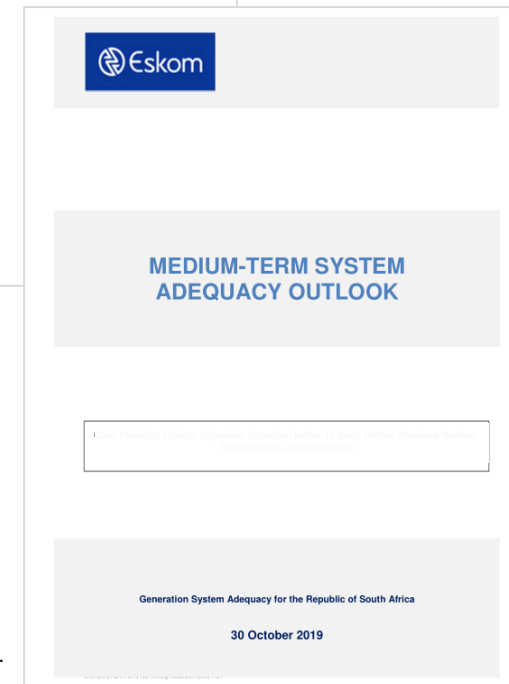 Eskom
MEDIUM-TERM SYSTEM
ADEQUACY OUTLOOK
Generation System Adequacy for the Republic of South Africa
30 October 2019